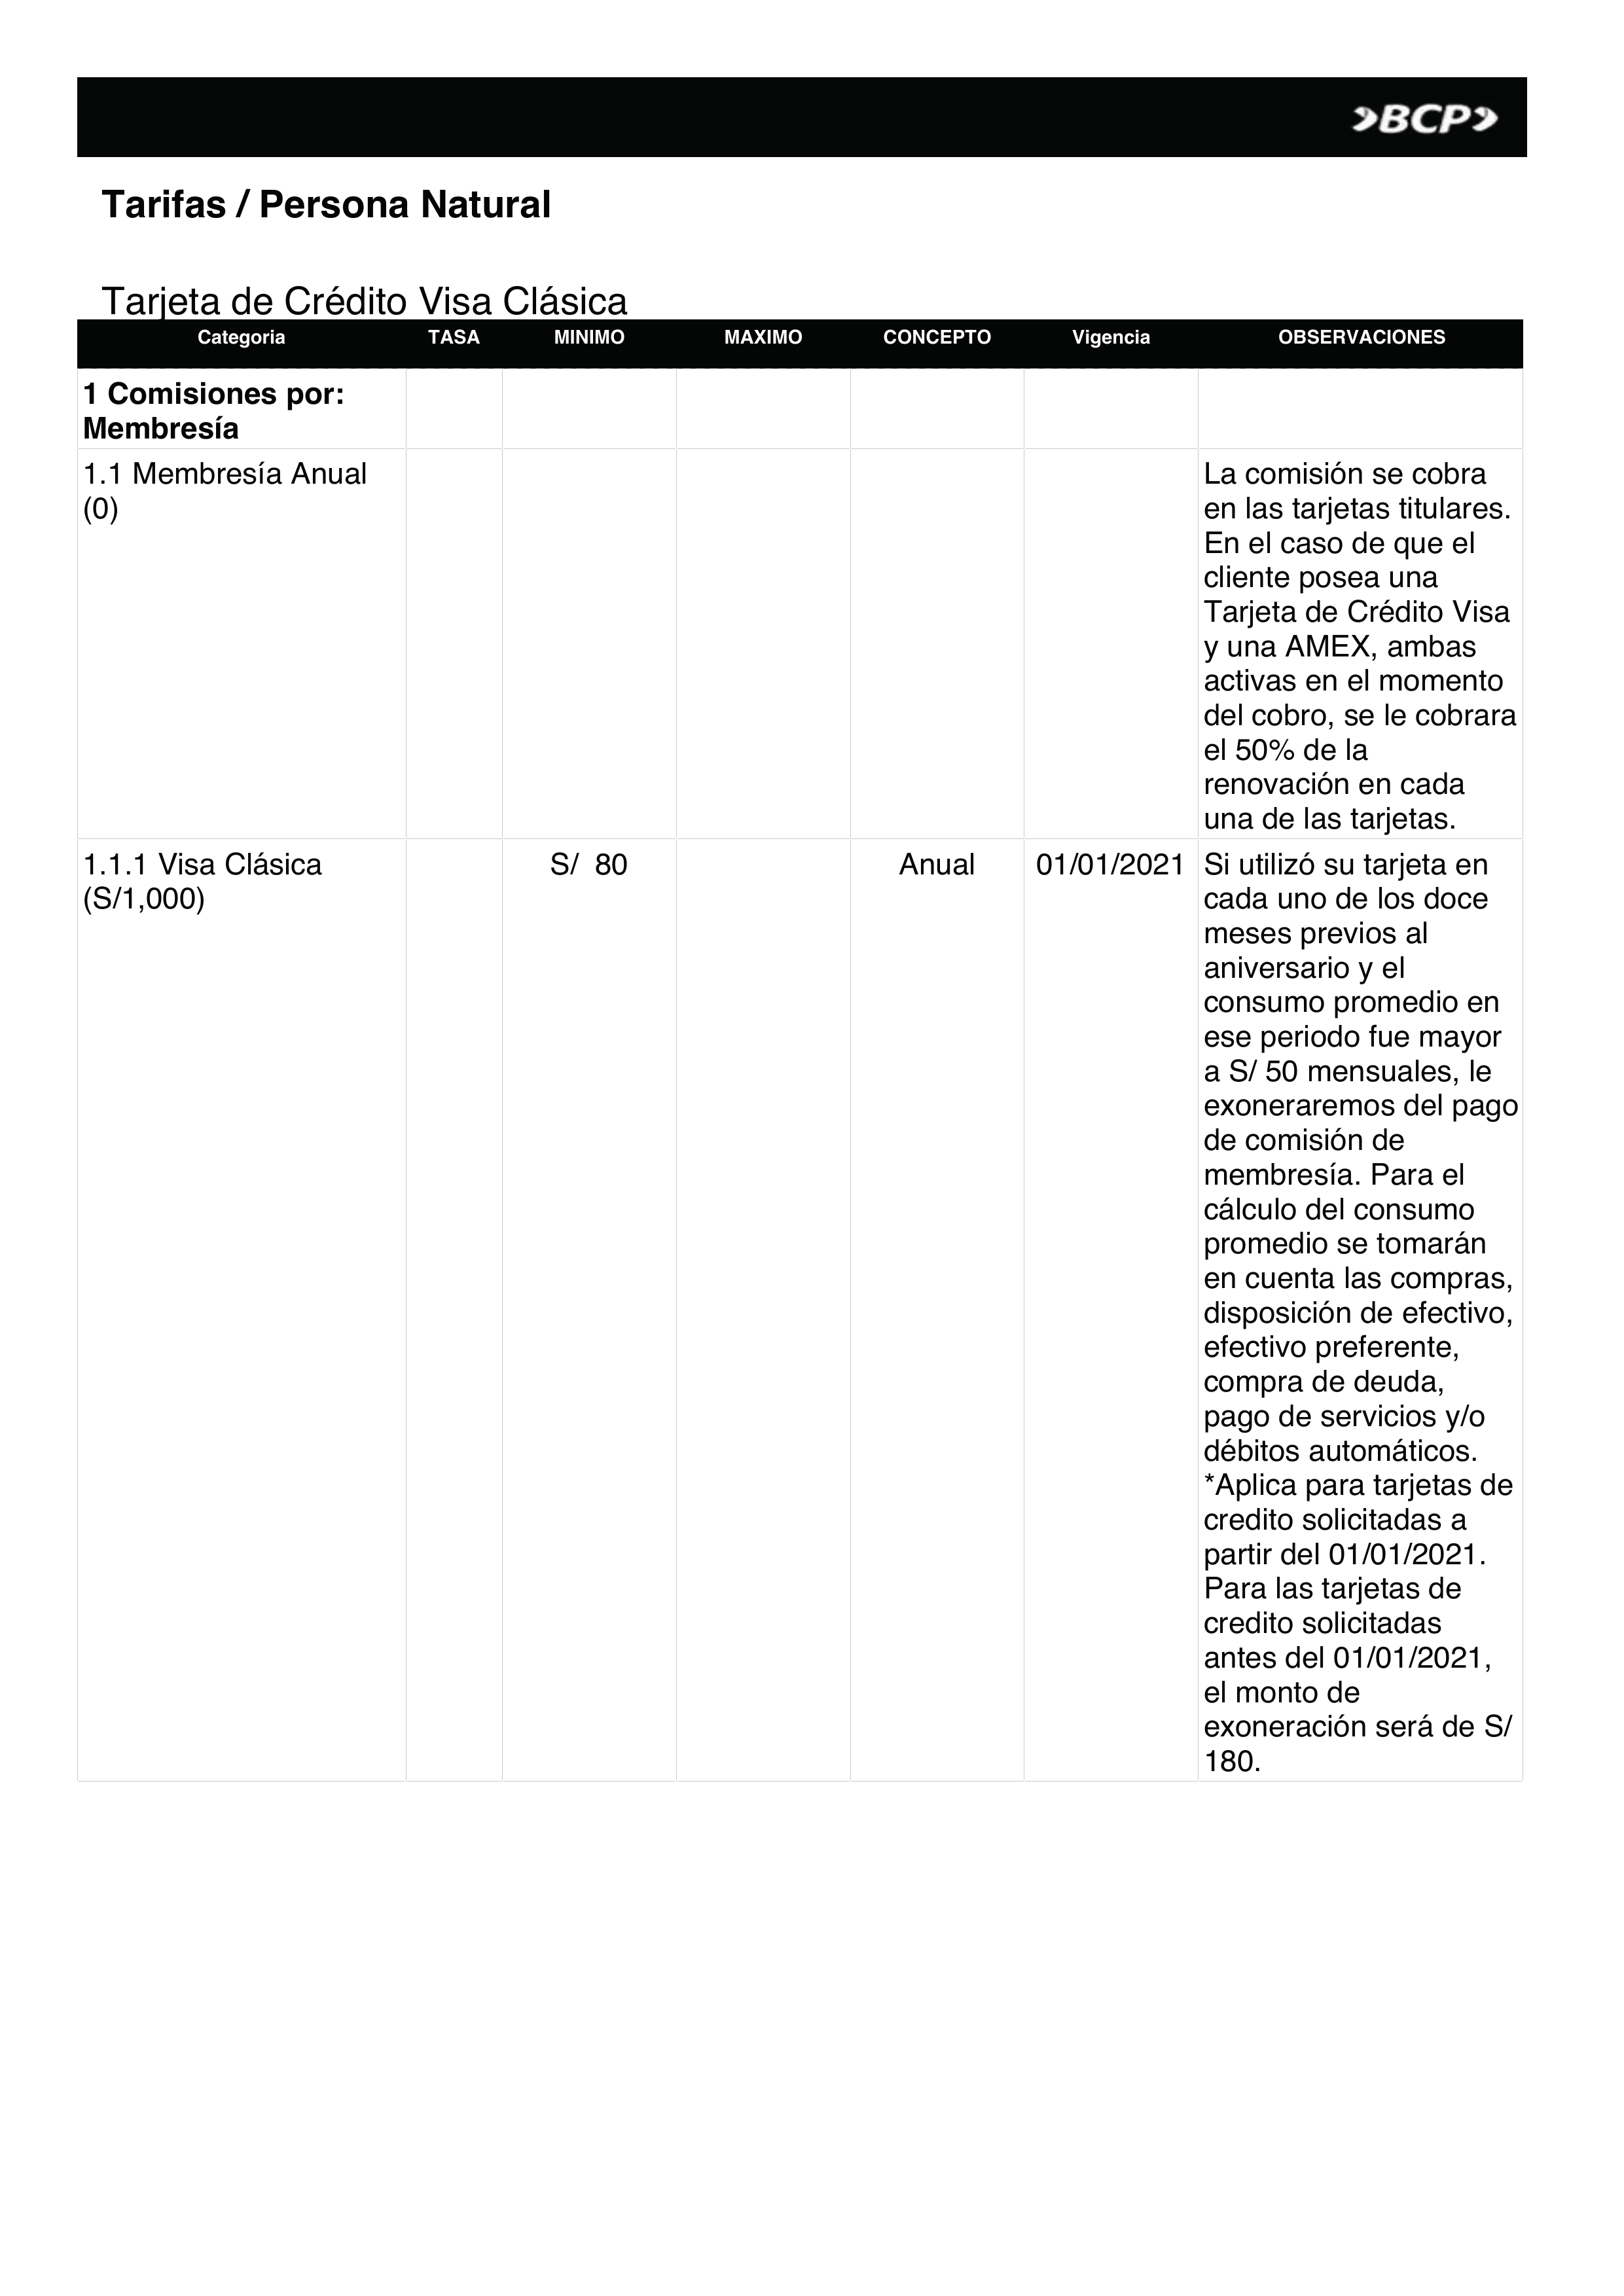 BCP
Tarifas / Persona Natural
Tarjeta de Crédito Visa Clásica
Categoria TASA MINIMO MAXIMO CONCEPTO Vigencia OBSERVACIONES
1 Comisiones por:
Membresía
1.1 Membresía Anual
(0)
La comisión se cobra
en las tarjetas titulares.
En el caso de que el
cliente posea una
Tarjeta de Crédito Visa
y una AMEX, ambas
activas en el momento
del cobro, se le cobrara
el 50% de la
renovación en cada
una de las tarjetas.
1.1.1 Visa Clásica
(S/1,000)
S/ 80
Anual
01/01/2021
Si utilizó su tarjeta en
cada uno de los doce
meses previos al
aniversario y el
consumo promedio en
ese periodo fue mayor
a S/ 50 mensuales, le
exoneraremos del pago
de comisión de
membresía. Para el
cálculo del consumo
promedio se tomarán
en cuenta las compras,
disposición de efectivo,
efectivo preferente,
compra de deuda,
pago de servicios y/o
débitos automáticos.
*Aplica para tarjetas de
credito solicitadas a
partir del 01/01/2021.
Para las tarjetas de
credito solicitadas
antes del 01/01/2021,
el monto de
exoneración será de S/
180.